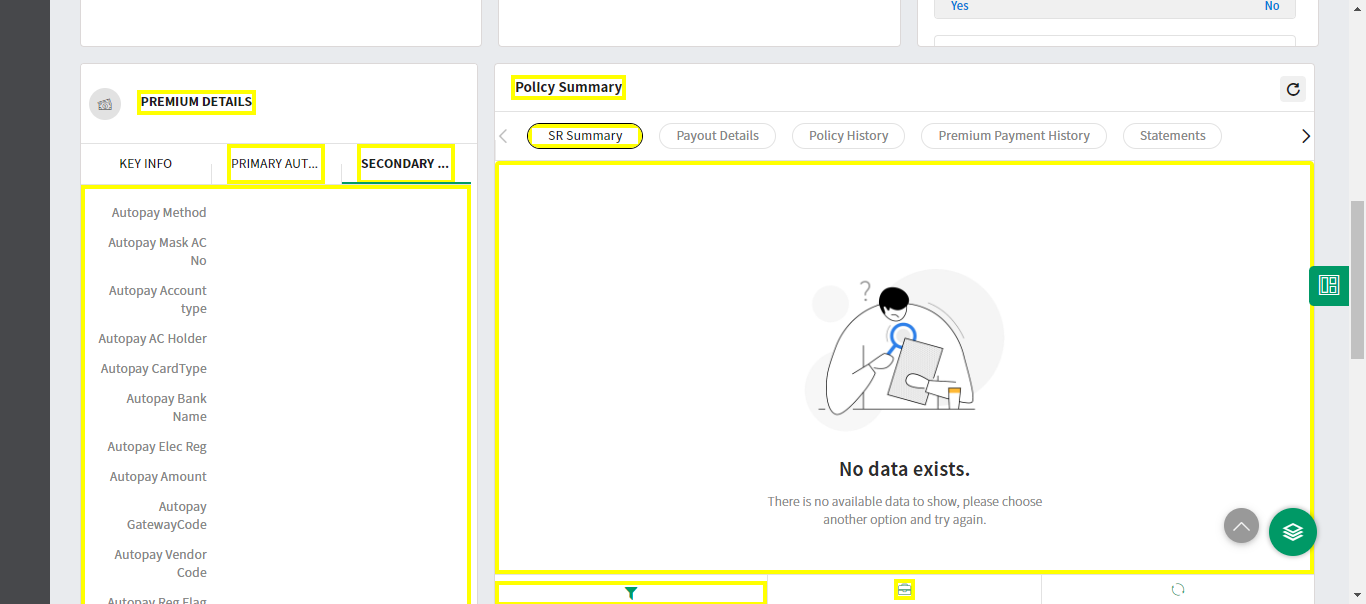 Yes No
PREMIUM DETAILS
KEY INFO PRIMARY AUT... SECONDARY ...
Autopay Method
Autopay Mask AC
No
Autopay Account
type
Autopay AC Holder
Autopay CardType
Autopay Bank
Name
Autopay Elec Reg
Autopay Amount
Autopay
GatewayCode
Autopay Vendor
Code
Autopay Reg Flag
Policy Summary
SR Summary Payout Details Policy History Premium Payment History Statements
?
No data exists.
There is no available data to show, please choose
another option and try again.